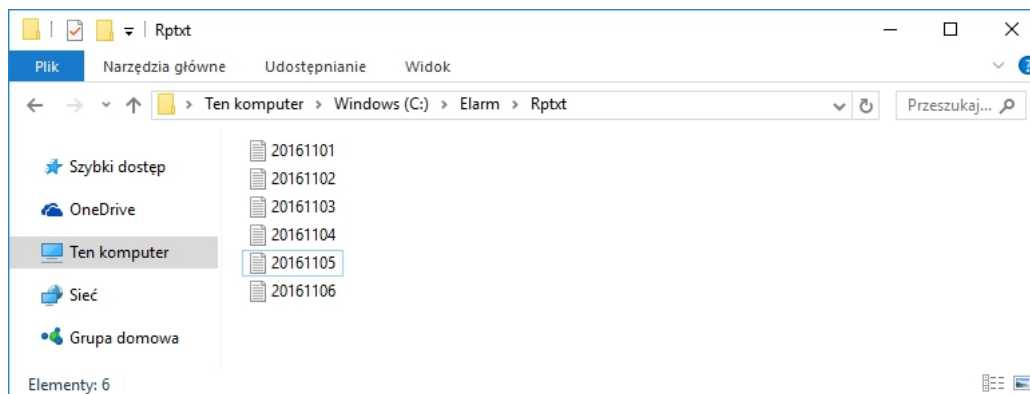 Rptxt
Plik Narzędzia główne Udostępnianie Widok
Ten komputer Windows (C:) Elarm Rptxt Przeszukaj...
Szybki dostęp
OneDrive
Ten komputer
Sieć
Grupa domowa
20161101
20161102
20161103
20161104
20161105
20161106
Elementy: 6